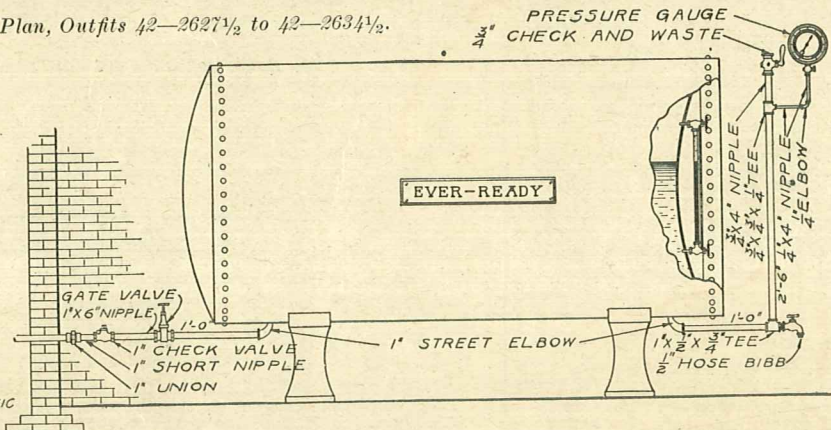 Plan, Outfits 42—2627½ to 42—2634½.
PRESSURE GAUGE
¾" CHECK AND WASTE
EVER-READY
¾"X4" NIPPLE
¾"X¾"X¼" TEE
2'-6"
¼"X4" NIPPLE
¼" ELBOW
GATE VALVE
1"X6" NIPPLE
1'-0"
1'-0"
1" CHECK VALVE
1" SHORT NIPPLE
1" UNION
1" STREET ELBOW
1"X½"X¾" TEE
½" HOSE BIBB